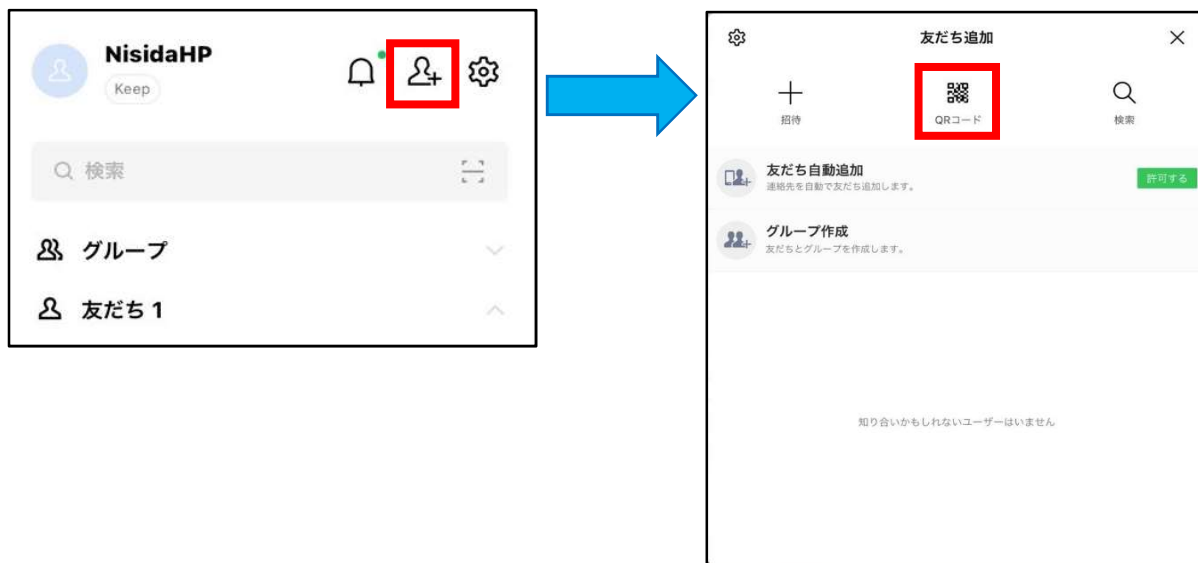 NisidaHP
Keep
検索
グループ
友だち 1
友だち追加
招待
QRコード
検索
友だち自動追加
連絡先を自動で友だち追加します。
許可する
グループ作成
友だちとグループを作成します。
知り合いかもしれないユーザーはいません